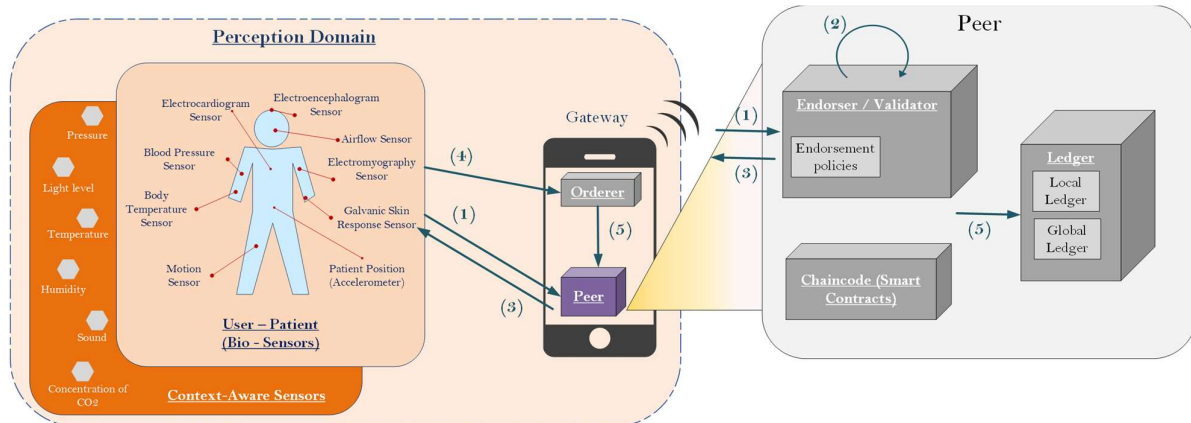 Perception Domain
Pressure
Light level
Temperature
Humidity
Sound
Concentration of
CO2
Context-Aware Sensors
Electrocardiogram
Sensor
Electroencephalogram
Sensor
Airflow Sensor
Blood Pressure
Sensor
Electromyography
Sensor
Body
Temperature
Sensor
Galvanic Skin
Response Sensor
Motion
Sensor
Patient Position
(Accelerometer)
User – Patient
(Bio - Sensors)
(4)
(1)
(3)
Gateway
Orderer
(5)
Peer
Peer
(2)
(1)
(3)
Endorser / Validator
Endorsement
policies
Chaincode (Smart
Contracts)
(5)
Ledger
Local
Ledger
Global
Ledger